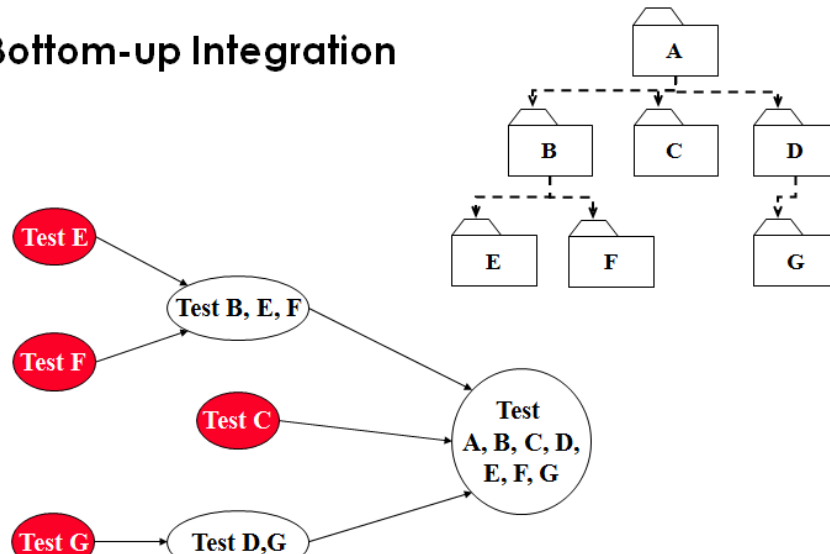 Bottom-up Integration
A
B
C
D
E
F
G
Test E
Test B, E, F
Test F
Test C
Test
A, B, C, D,
E, F, G
Test G
Test D,G